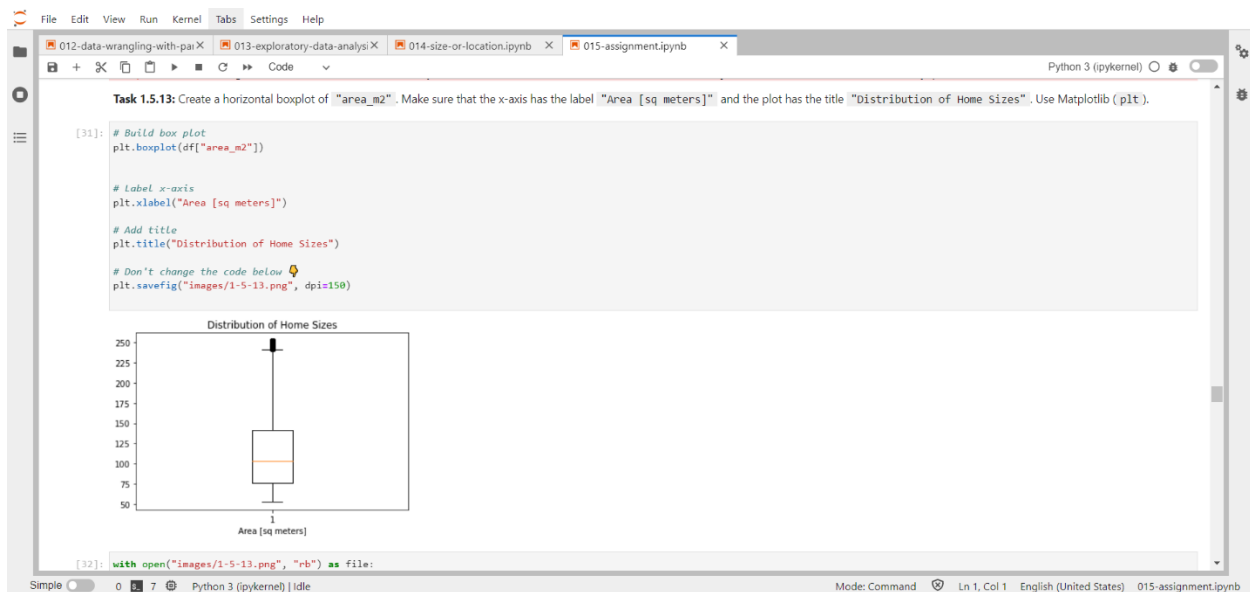 File Edit View Run Kernel Tabs Settings Help
012-data-wrangling-with-pa
013-exploratory-data-analysi
014-size-or-location.ipynb
015-assignment.ipynb
Code
Python 3 (ipykernel)
Task 1.5.13: Create a horizontal boxplot of "area_m2". Make sure that the x-axis has the label "Area [sq meters]" and the plot has the title "Distribution of Home Sizes". Use Matplotlib (plt).
[31]:
# Build box plot
plt.boxplot(df["area_m2"])
# Label x-axis
plt.xlabel("Area [sq meters]")
# Add title
plt.title("Distribution of Home Sizes")
# Don't change the code below 👇
plt.savefig("images/1-5-13.png", dpi=150)
Distribution of Home Sizes
250
225
200
175
150
125
100
75
50
1
Area [sq meters]
[32]: with open("images/1-5-13.png", "rb") as file:
Simple 0 7 Python 3 (ipykernel) | Idle Mode: Command Ln 1, Col 1 English (United States) 015-assignment.ipynb